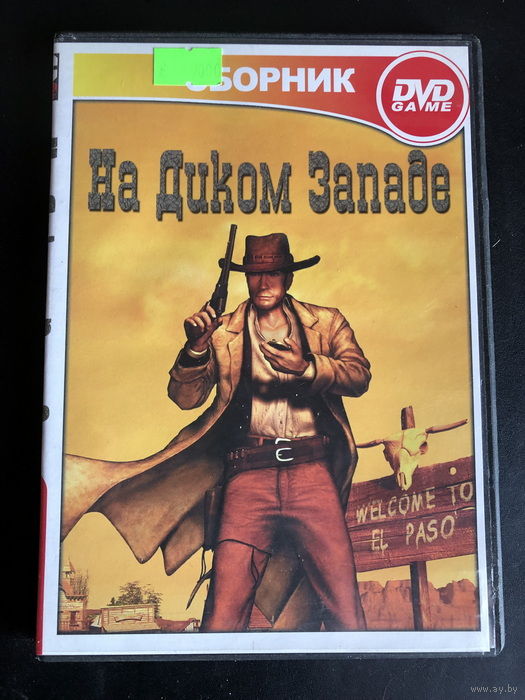 СБОРНИК
DVD
GAME
На Диком Западе
WELCOME TO
EL PASO
www.ay.by